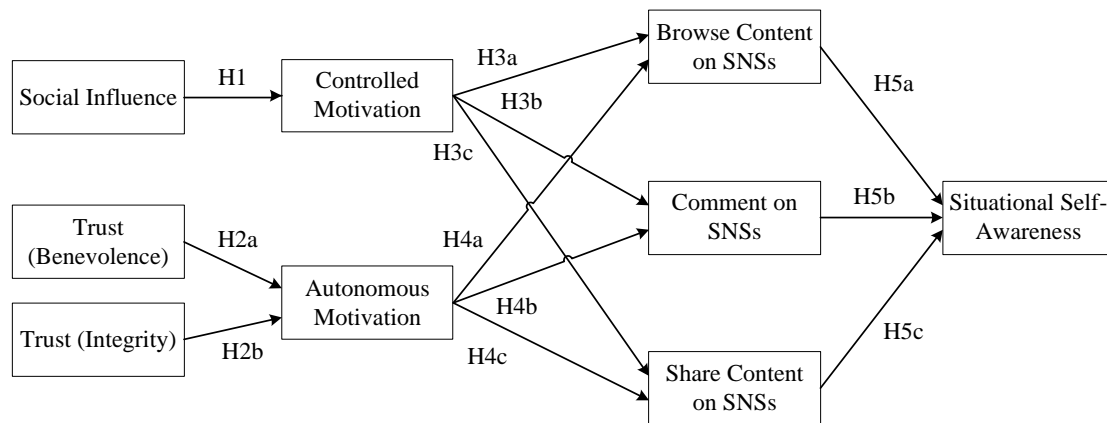 Social Influence
H1
Controlled
Motivation
H3a
H3b
H3c
Browse Content
on SNSs
H5a
Trust
(Benevolence)
H2a
Trust (Integrity)
H2b
Autonomous
Motivation
H4a
H4b
H4c
Comment on
SNSs
H5b
Situational Self-
Awareness
Share Content
on SNSs
H5c